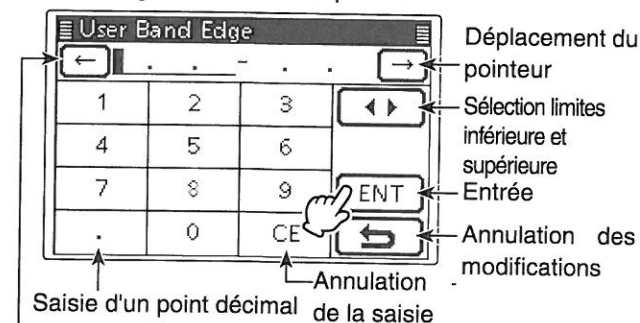 User Band Edge
← . . - . . →
1 2 3 ◀ ▶
4 5 6
7 8 9 ENT
. 0 CE
Déplacement du
pointeur
Sélection limites
inférieure et
supérieure
Entrée
Annulation des
modifications
Annulation
de la saisie
Saisie d'un point décimal